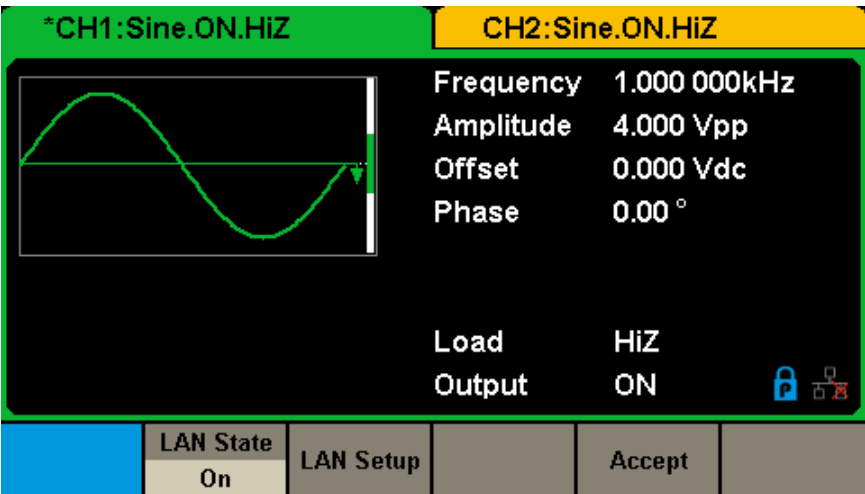 *CH1:Sine.ON.HiZ
CH2:Sine.ON.HiZ
Frequency 1.000 000kHz
Amplitude 4.000 Vpp
Offset 0.000 Vdc
Phase 0.00 °
Load HiZ
Output ON
P
LAN State
On
LAN Setup
Accept